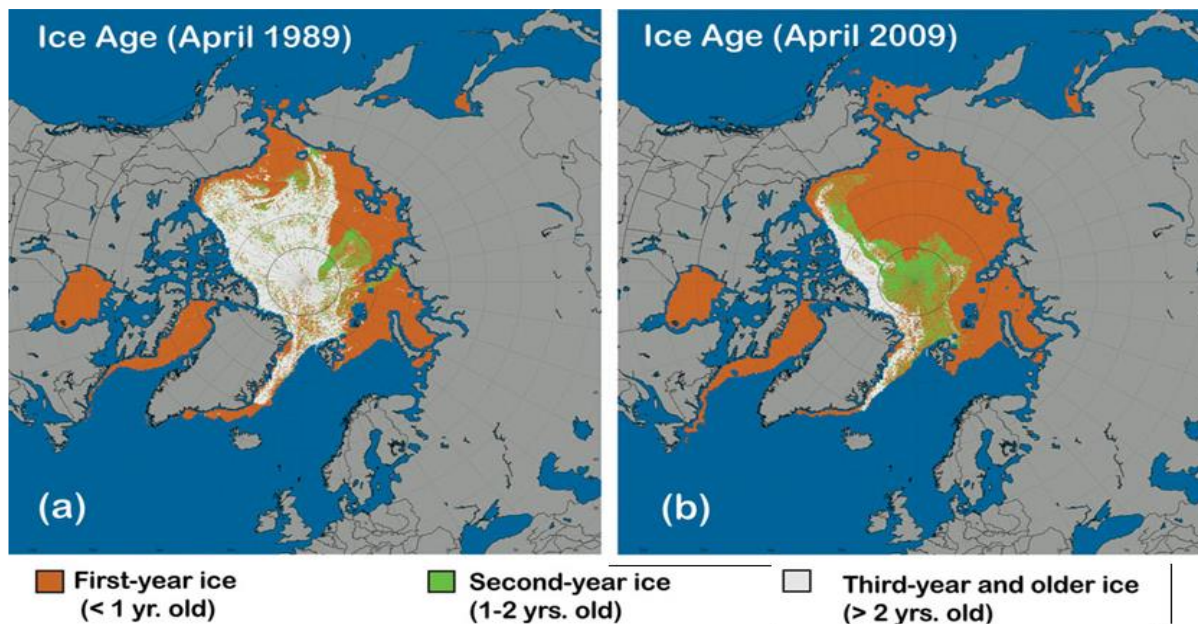 Ice Age (April 1989)
Ice Age (April 2009)
(a)
(b)
First-year ice
(< 1 yr. old)
Second-year ice
(1-2 yrs. old)
Third-year and older ice
(> 2 yrs. old)